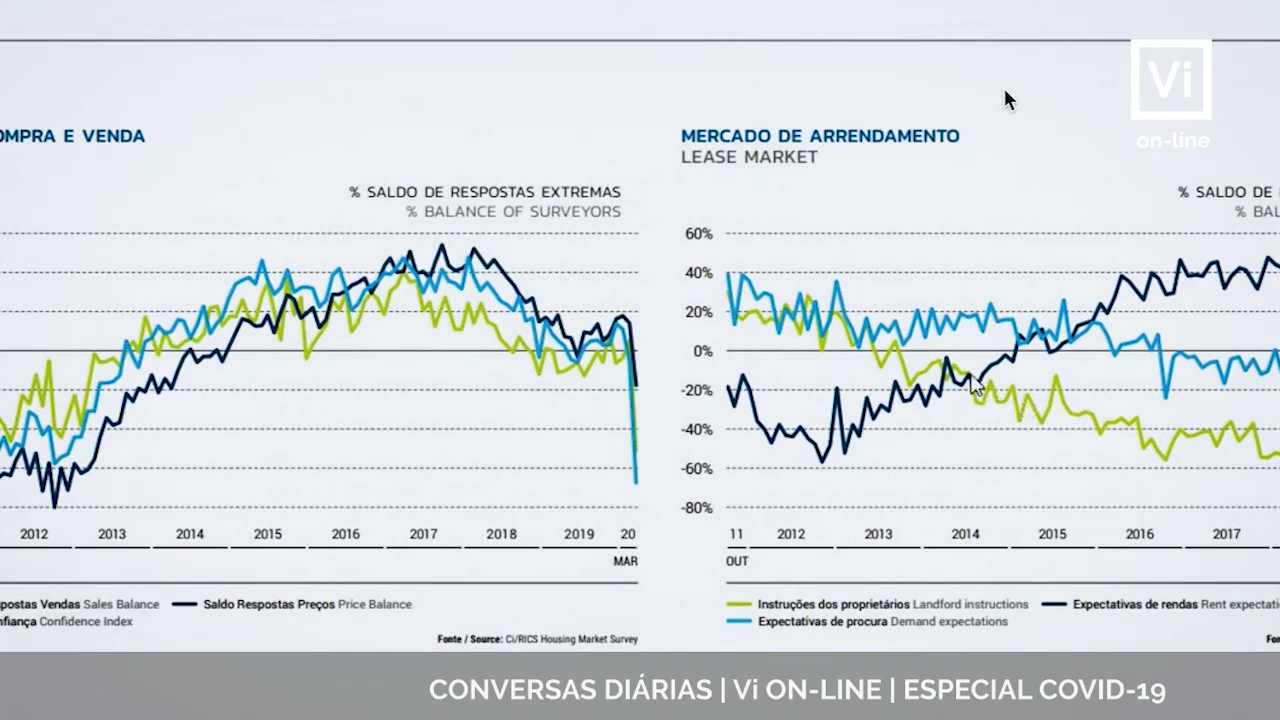 Vi
on-line
OMPRA E VENDA
% SALDO DE RESPOSTAS EXTREMAS
% BALANCE OF SURVEYORS
2012 2013 2014 2015 2016 2017 2018 2019 20
MAR
postas Vendas Sales Balance Saldo Respostas Preços Price Balance
nfiança Confidence Index
Fonte / Source: Ci/RICS Housing Market Survey
MERCADO DE ARRENDAMENTO
LEASE MARKET
% SALDO DE
% BAL
60%
40%
20%
0%
-20%
-40%
-60%
-80%
11 2012 2013 2014 2015 2016 2017
OUT
Instruções dos proprietários Landford instructions Expectativas de rendas Rent expectati
Expectativas de procura Demand expectations
Fon
CONVERSAS DIÁRIAS | Vi ON-LINE | ESPECIAL COVID-19